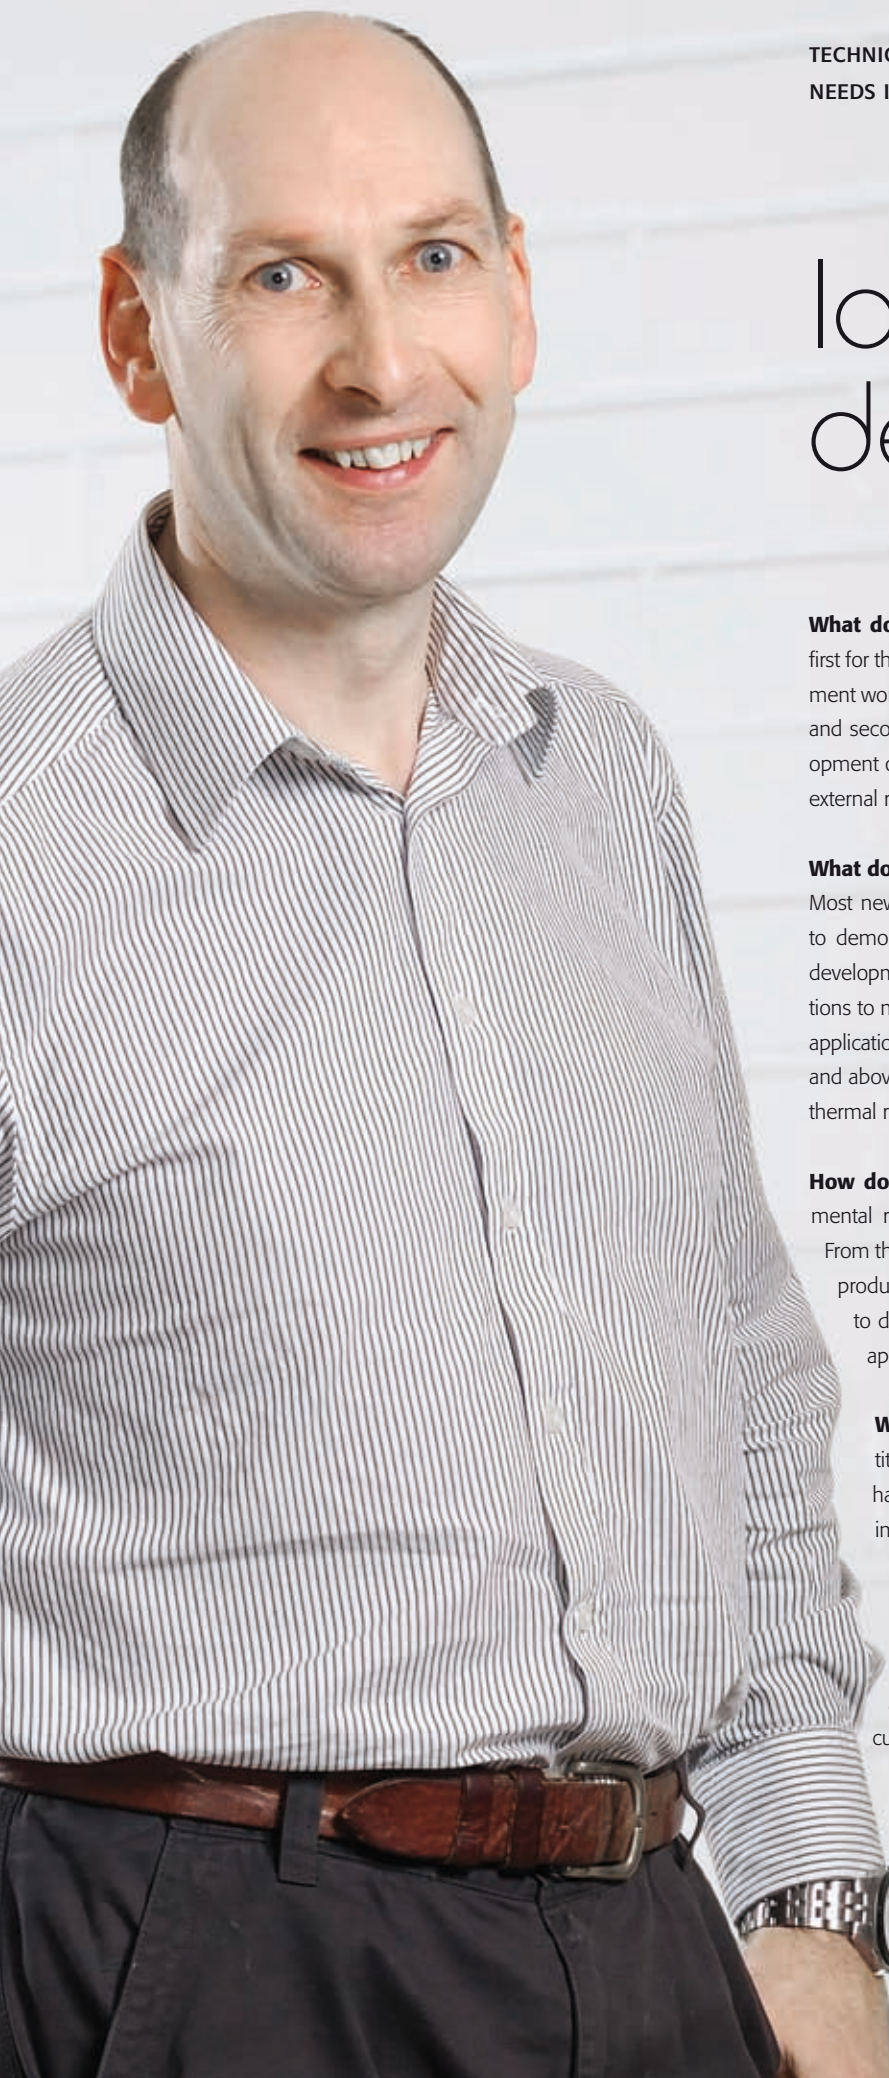 TECHNIC
NEEDS I
Ia
de
What do
first for th
ment wo
and seco
opment
external
What do
Most new
to demo
developm
tions to
applicatio
and abov
thermal
How do
mental
From th
produ
to d
ap
W
tit
ha
in
cu